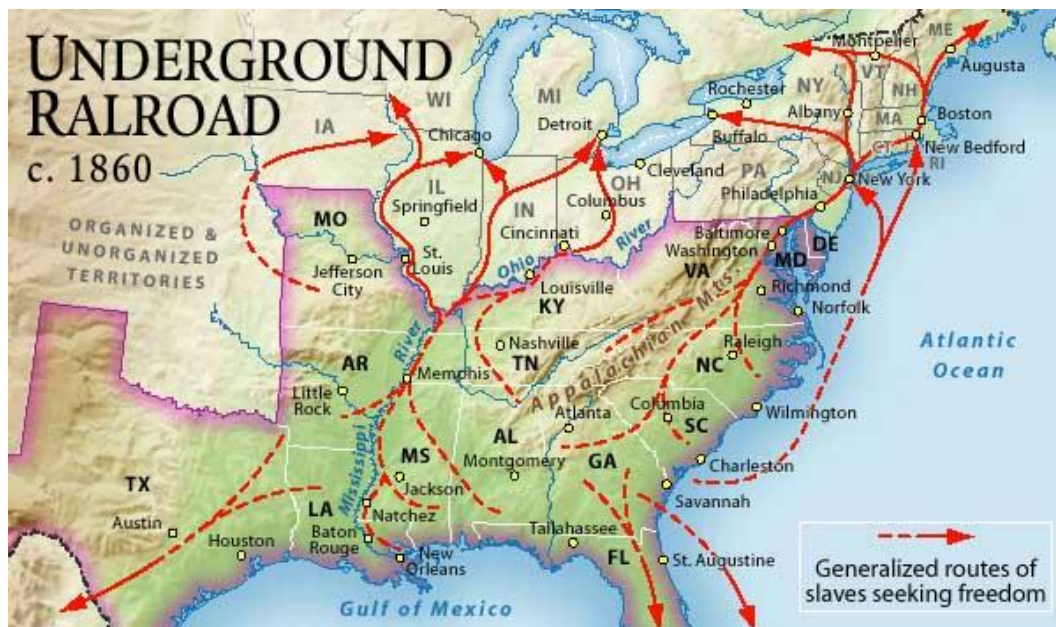 UNDERGROUND
RALROAD
c. 1860
ORGANIZED &
UNORGANIZED
TERRITORIES
IA
WI
MI
IL
IN
OH
PA
NY
VT
NH
ME
MA
CT
RI
NJ
DE
MD
VA
KY
MO
AR
TN
NC
SC
GA
AL
MS
LA
TX
FL
Montpelier
Augusta
Rochester
Albany
Boston
Buffalo
New Bedford
Detroit
Chicago
Cleveland
New York
Philadelphia
Columbus
Springfield
Cincinnati
Baltimore
Washington
St.
Louis
Jefferson
City
Ohio
River
Louisville
Richmond
Norfolk
Nashville
Raleigh
Appalachian Mts.
River
Memphis
Little
Rock
Atlanta
Columbia
Wilmington
Atlantic
Ocean
Montgomery
Charleston
Mississippi
Jackson
Savannah
Natchez
Austin
Houston
Baton
Rouge
New
Orleans
Tallahassee
St. Augustine
Gulf of Mexico
Generalized routes of
slaves seeking freedom